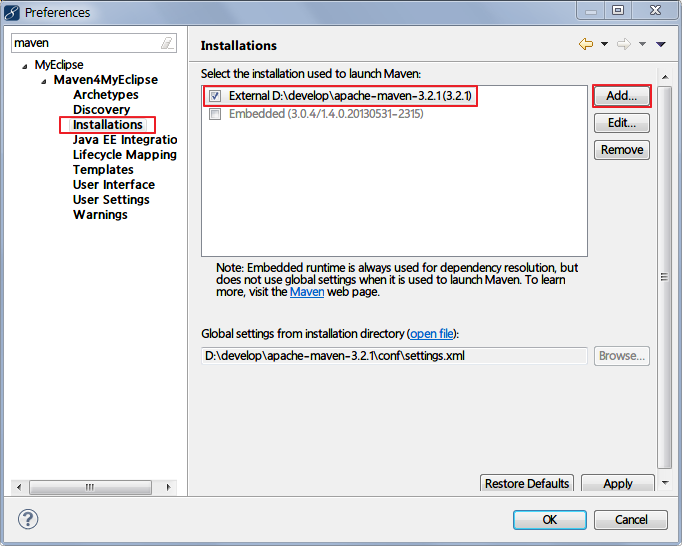 Preferences
maven
MyEclipse
Maven4MyEclipse
Archetypes
Discovery
Installations
Java EE Integratio
Lifecycle Mapping
Templates
User Interface
User Settings
Warnings
Installations
Select the installation used to launch Maven:
External D:\develop\apache-maven-3.2.1 (3.2.1)
Embedded (3.0.4/1.4.0.20130531-2315)
Add...
Edit...
Remove
Note: Embedded runtime is always used for dependency resolution, but
does not use global settings when it is used to launch Maven. To learn
more, visit the Maven web page.
Global settings from installation directory (open file):
D:\develop\apache-maven-3.2.1\conf\settings.xml
Browse...
Restore Defaults
Apply
?
OK
Cancel